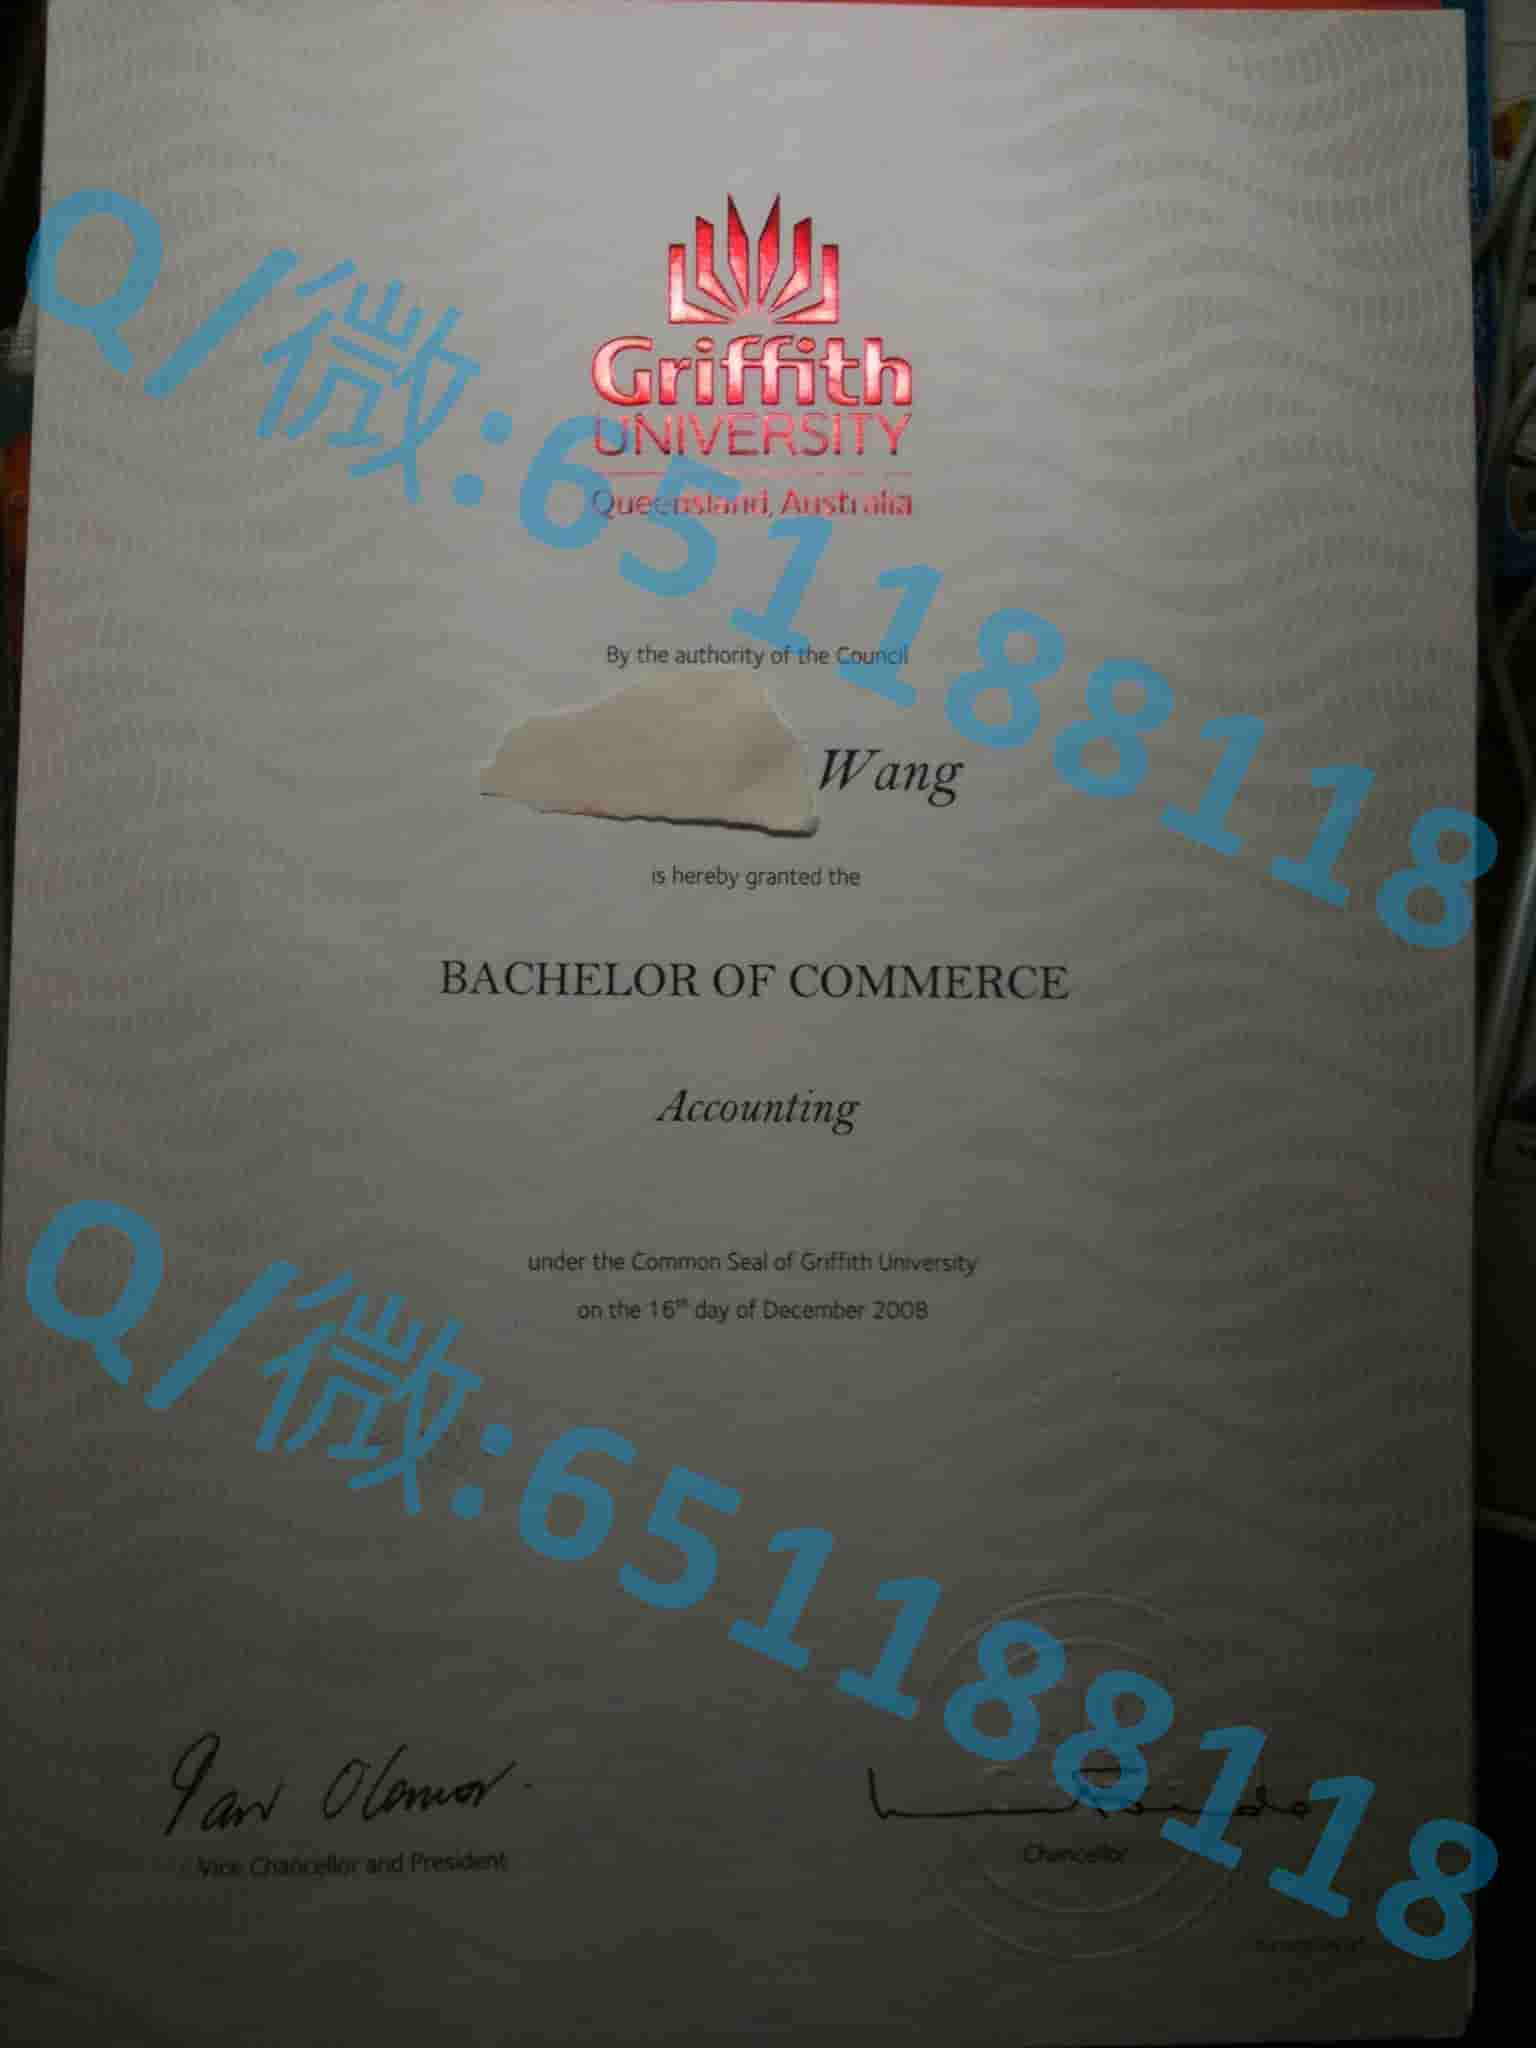 Griffith
UNIVERSITY
Queensland, Australia
Q/微:651188118
By the authority of the Council
Wang
is hereby granted the
BACHELOR OF COMMERCE
Accounting
under the Common Seal of Griffith University
on the 16th day of December 2008
Q/微:651188118
Vice Chancellor and President
Chancellor